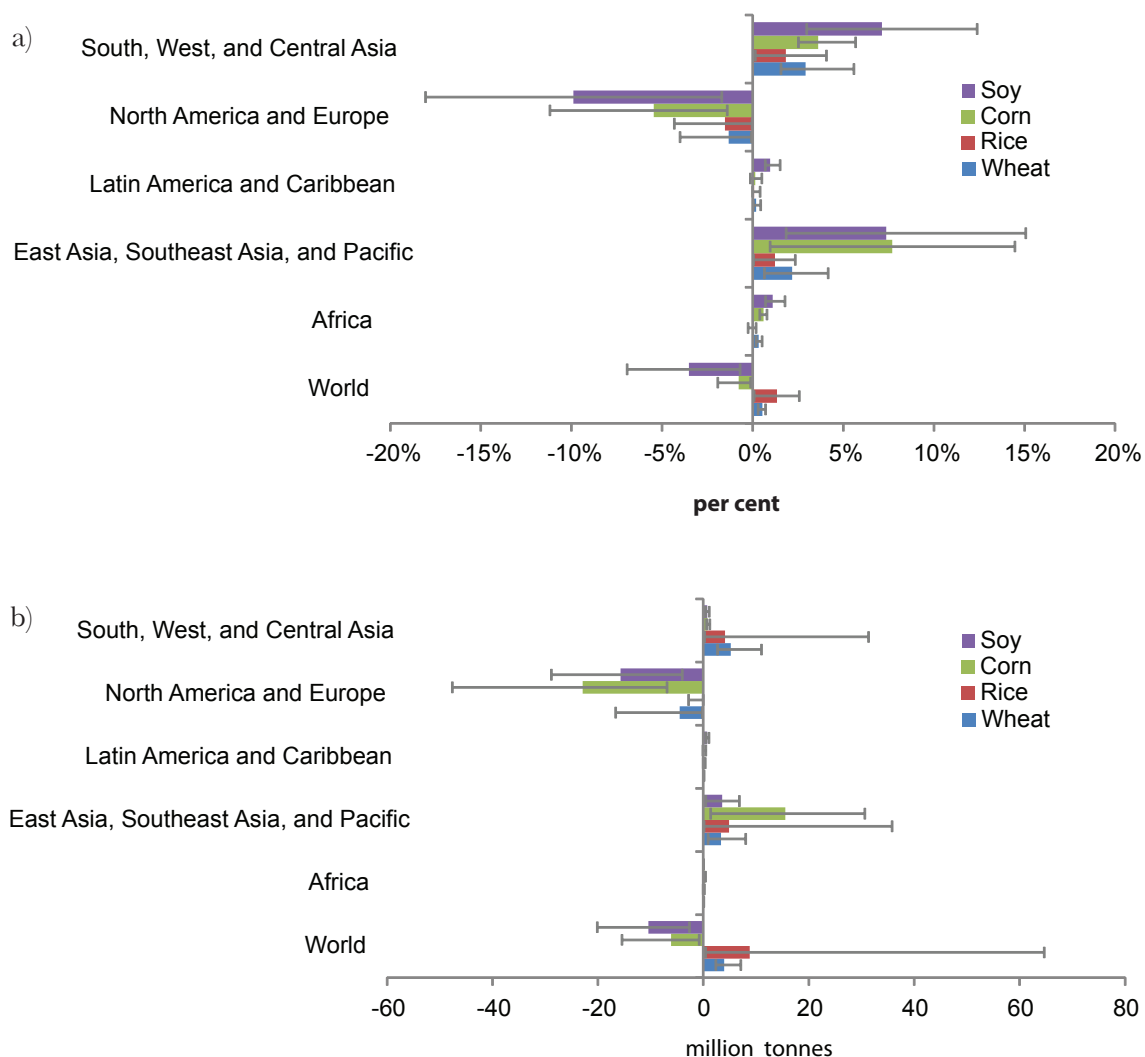 a)
South, West, and Central Asia
North America and Europe
Latin America and Caribbean
East Asia, Southeast Asia, and Pacific
Africa
World
Soy
Corn
Rice
Wheat
-20% -15% -10% -5% 0% 5% 10% 15% 20%
per cent
b)
South, West, and Central Asia
North America and Europe
Latin America and Caribbean
East Asia, Southeast Asia, and Pacific
Africa
World
Soy
Corn
Rice
Wheat
-60 -40 -20 0 20 40 60 80
million tonnes